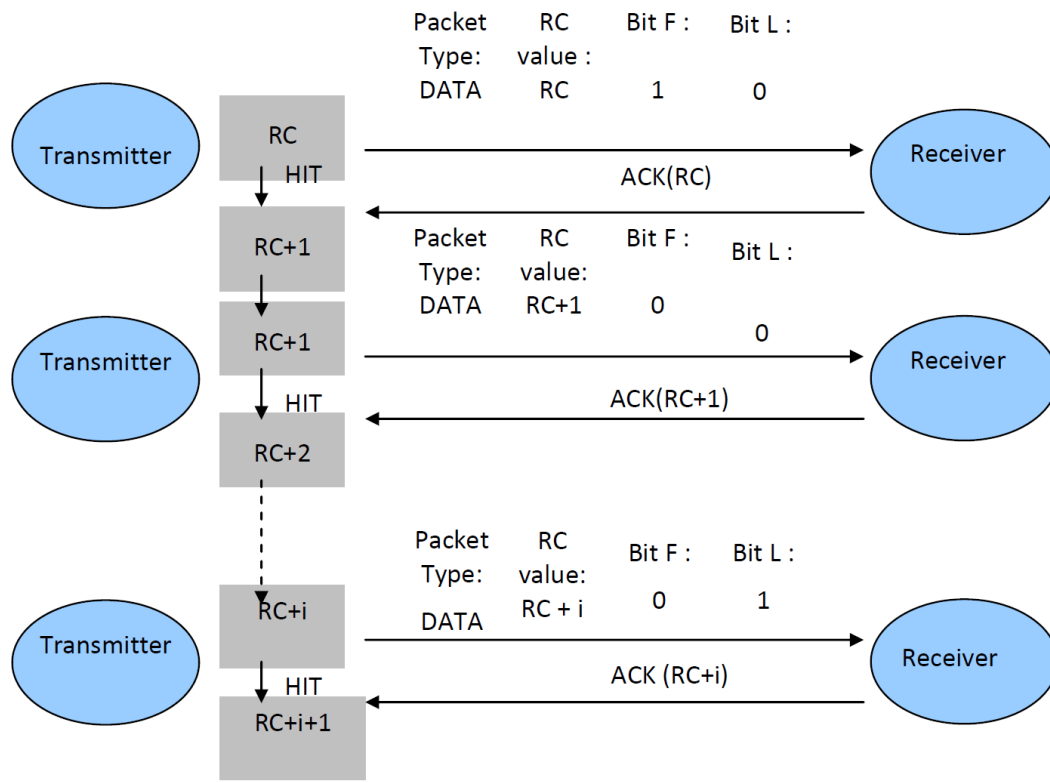 Packet RC Bit F : Bit L :
Type: value :
DATA RC 1 0
Transmitter
RC
Receiver
HIT
ACK(RC)
RC+1
Packet RC Bit F : Bit L :
Type: value:
DATA RC+1 0
0
Transmitter
RC+1
Receiver
HIT
ACK(RC+1)
RC+2
Packet RC Bit F : Bit L :
Type: value:
DATA RC + i 0 1
Transmitter
RC+i
Receiver
HIT
ACK (RC+i)
RC+i+1